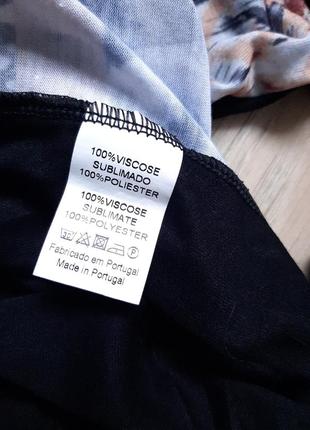 100%VISCOSE
SUBLIMADO
100%POLIESTER
100%VISCOSE
SUBLIMATE
100%POLYESTER
Fabricado em Portugal
Made in Portugal